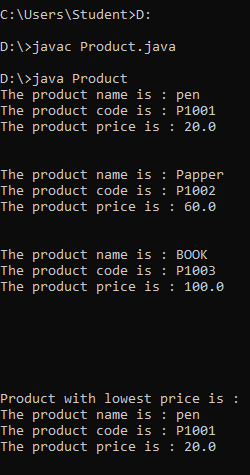 C:\Users\Student>D:
D:\>javac Product.java
D:\>java Product
The product name is : pen
The product code is : P1001
The product price is : 20.0
The product name is : Papper
The product code is : P1002
The product price is : 60.0
The product name is : BOOK
The product code is : P1003
The product price is : 100.0
Product with lowest price is :
The product name is : pen
The product code is : P1001
The product price is : 20.0